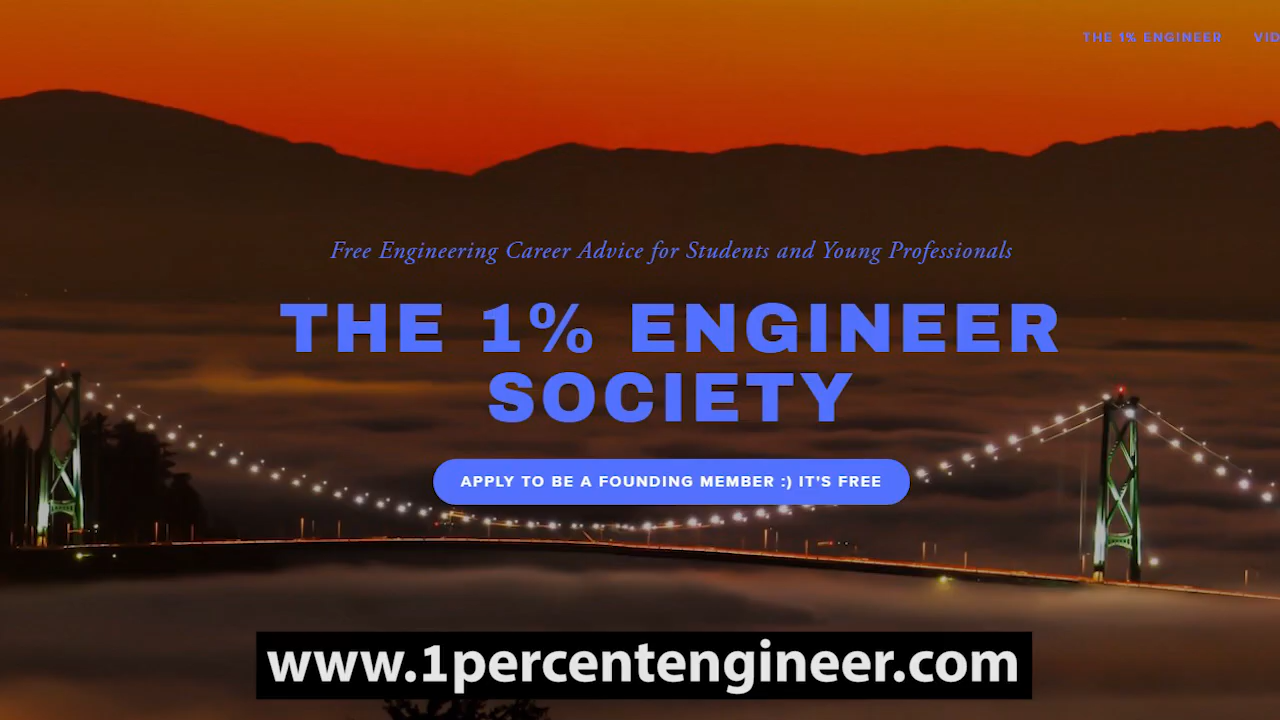 THE 1% ENGINEER VID
Free Engineering Career Advice for Students and Young Professionals
THE 1% ENGINEER
SOCIETY
APPLY TO BE A FOUNDING MEMBER :) IT'S FREE
www.1percentengineer.com